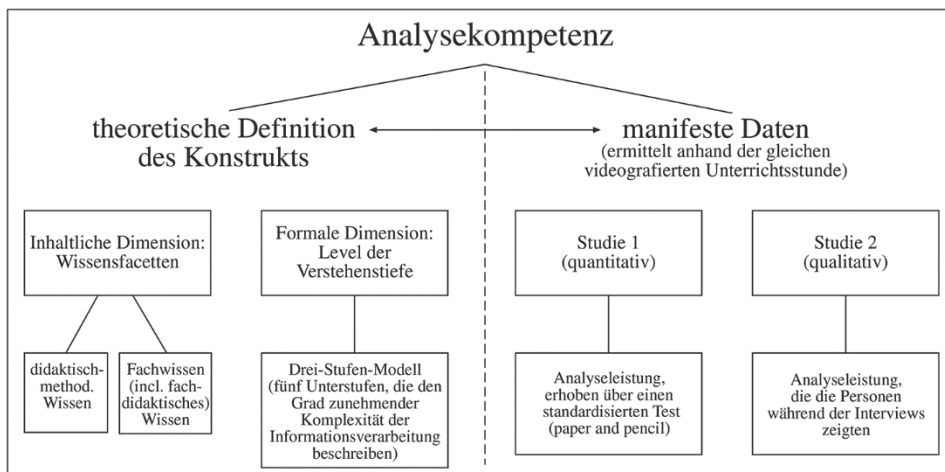 Analysekompetenz
theoretische Definition
des Konstrukts
manifeste Daten
(ermittelt anhand der gleichen
videografierten Unterrichtsstunde)
Inhaltliche Dimension:
Wissensfacetten
Formale Dimension:
Level der
Verstehenstiefe
Studie 1
(quantitativ)
Studie 2
(qualitativ)
didaktisch-
method.
Wissen
Fachwissen
(incl. fach-
didaktisches)
Wissen
Drei-Stufen-Modell
(fünf Unterstufen, die den
Grad zunehmender
Komplexität der
Informationsverarbeitung
beschreiben)
Analyseleistung,
erhoben über einen
standardisierten Test
(paper and pencil)
Analyseleistung,
die die Personen
während der Interviews
zeigten